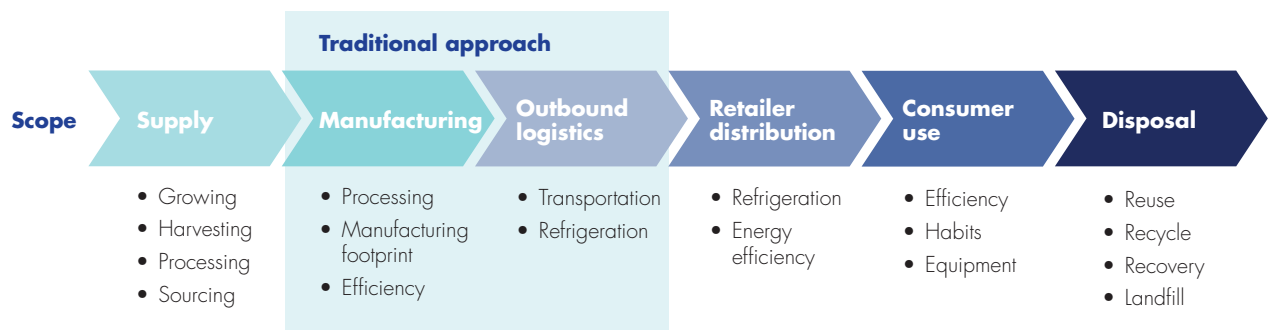 Traditional approach
Scope
Supply
Manufacturing
Outbound
logistics
Retailer
distribution
Consumer
use
Disposal
• Growing
• Harvesting
• Processing
• Sourcing
• Processing
• Manufacturing
footprint
• Efficiency
• Transportation
• Refrigeration
• Refrigeration
• Energy
efficiency
• Efficiency
• Habits
• Equipment
• Reuse
• Recycle
• Recovery
• Landfill